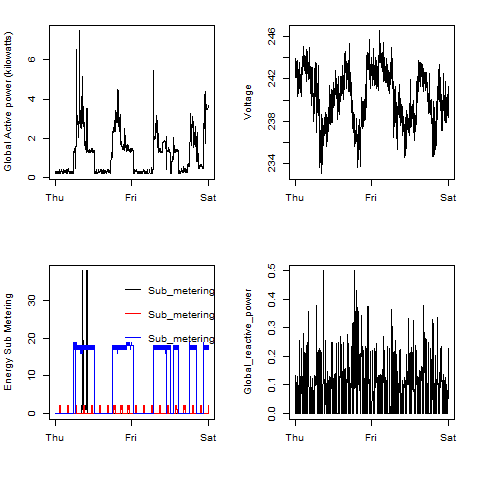 Global Active power (kilowatts)
0 2 4 6
Thu Fri Sat
Voltage
234 238 242 246
Thu Fri Sat
Energy Sub Metering
0 10 20 30
Sub_metering
Sub_metering
Sub_metering
Thu Fri Sat
Global_reactive_power
0.0 0.1 0.2 0.3 0.4 0.5
Thu Fri Sat